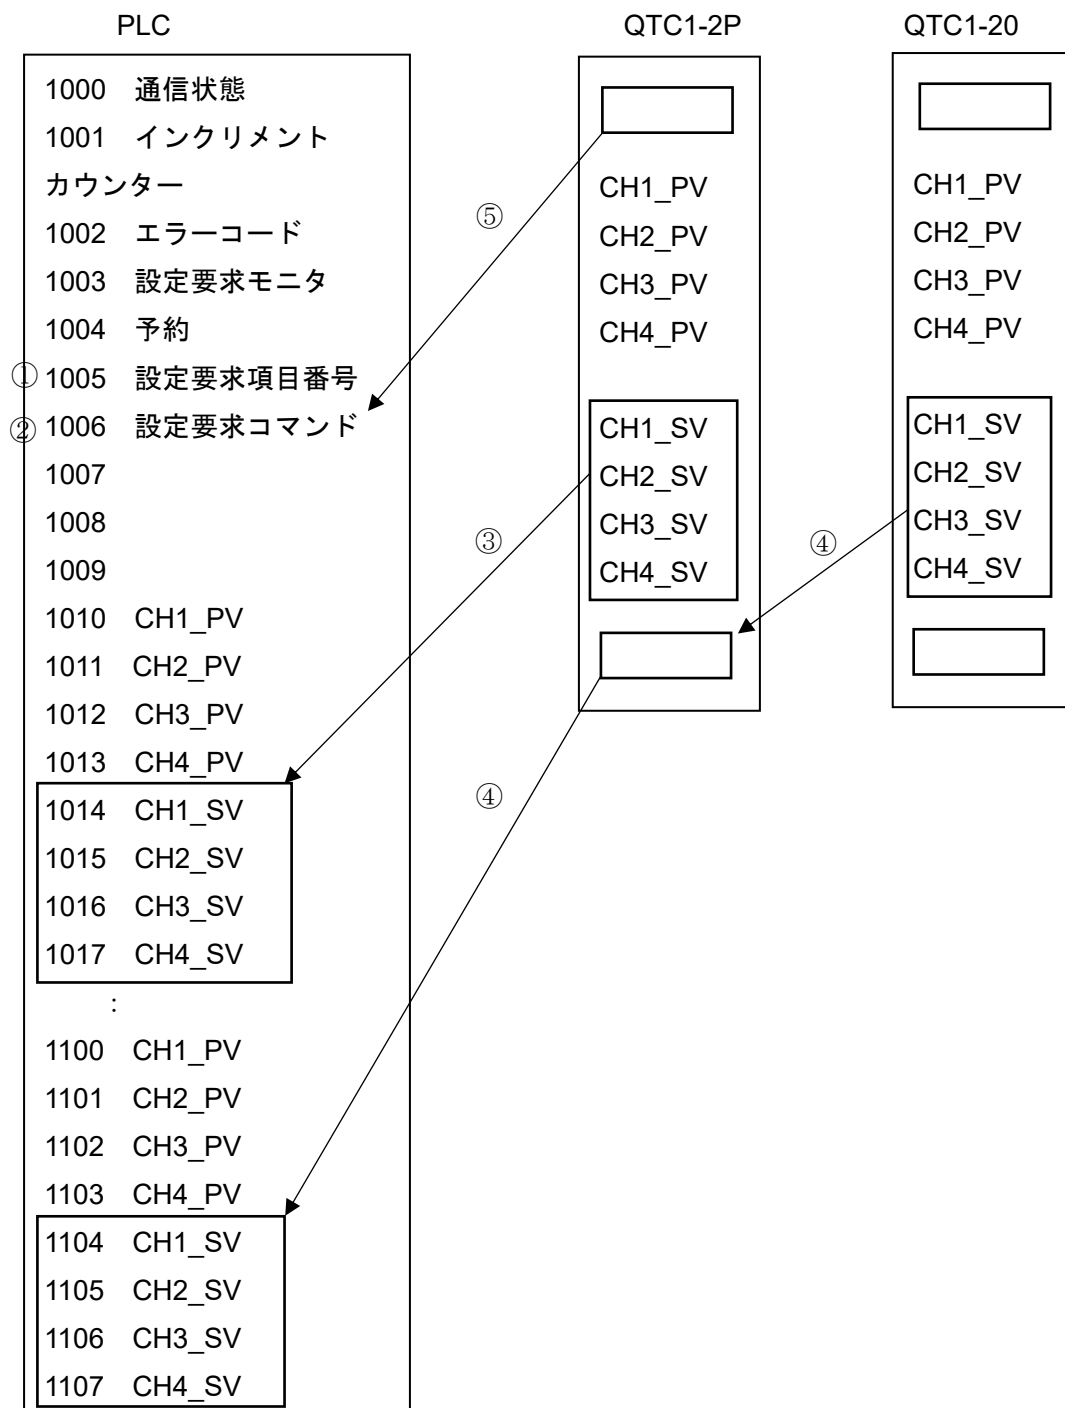 PLC
1000 通信状態
1001 インクリメント
カウンター
1002 エラーコード
1003 設定要求モニタ
1004 予約
① 1005 設定要求項目番号
② 1006 設定要求コマンド
1007
1008
1009
1010 CH1_PV
1011 CH2_PV
1012 CH3_PV
1013 CH4_PV
1014 CH1_SV
1015 CH2_SV
1016 CH3_SV
1017 CH4_SV
:
1100 CH1_PV
1101 CH2_PV
1102 CH3_PV
1103 CH4_PV
1104 CH1_SV
1105 CH2_SV
1106 CH3_SV
1107 CH4_SV
⑤
③
④
QTC1-2P
CH1_PV
CH2_PV
CH3_PV
CH4_PV
CH1_SV
CH2_SV
CH3_SV
CH4_SV
④
QTC1-20
CH1_PV
CH2_PV
CH3_PV
CH4_PV
CH1_SV
CH2_SV
CH3_SV
CH4_SV